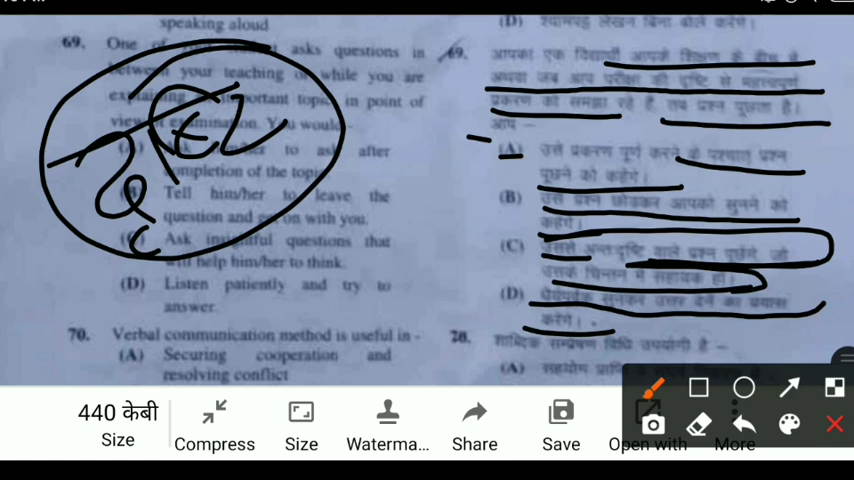 speaking aloud
69. One of asks questions in
between your teaching or while you are
explaining important topic in point of
view examination. You would-
to ask after
completion of the topic
Tell him/her to leave the
question and get on with you.
Ask insightful questions that
will help him/her to think.
(D) Listen patiently and try to
answer.
70. Verbal communication method is useful in -
(A) Securing cooperation and
resolving conflict
(D) श्यामपट्ट लेखन बिना बोले करेंगे।
69. आपका एक विद्यार्थी आपके शिक्षण के बीच में
अथवा जब आप परीक्षा की दृष्टि से महत्वपूर्ण
प्रकरण को समझा रहे हैं, तब प्रश्न पूछता है।
आप -
(A) उसे प्रकरण पूर्ण करने के पश्चात प्रश्न
पूछने को कहेंगे।
(B) उसे प्रश्न छोड़कर आपको सुनने को
कहेंगे।
(C) उससे अन्तःदृष्टि वाले प्रश्न पूछेंगे जो
उसके चिन्तन में सहायक हों।
(D) धैर्यपूर्वक सुनकर उत्तर देने का प्रयास
करेंगे।
70. शाब्दिक सम्प्रेषण विधि उपयोगी है -
(A) सहयोग
440 केबी
Size
Compress
Size
Waterma...
Share
Save
Open with
More